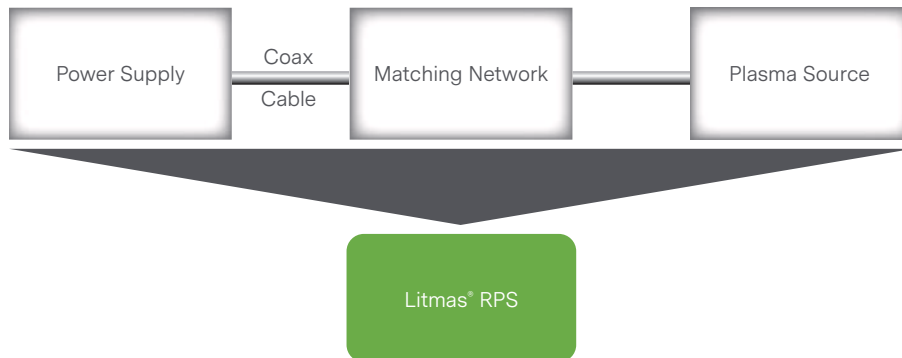 Power Supply
Coax
Cable
Matching Network
Plasma Source
Litmas® RPS